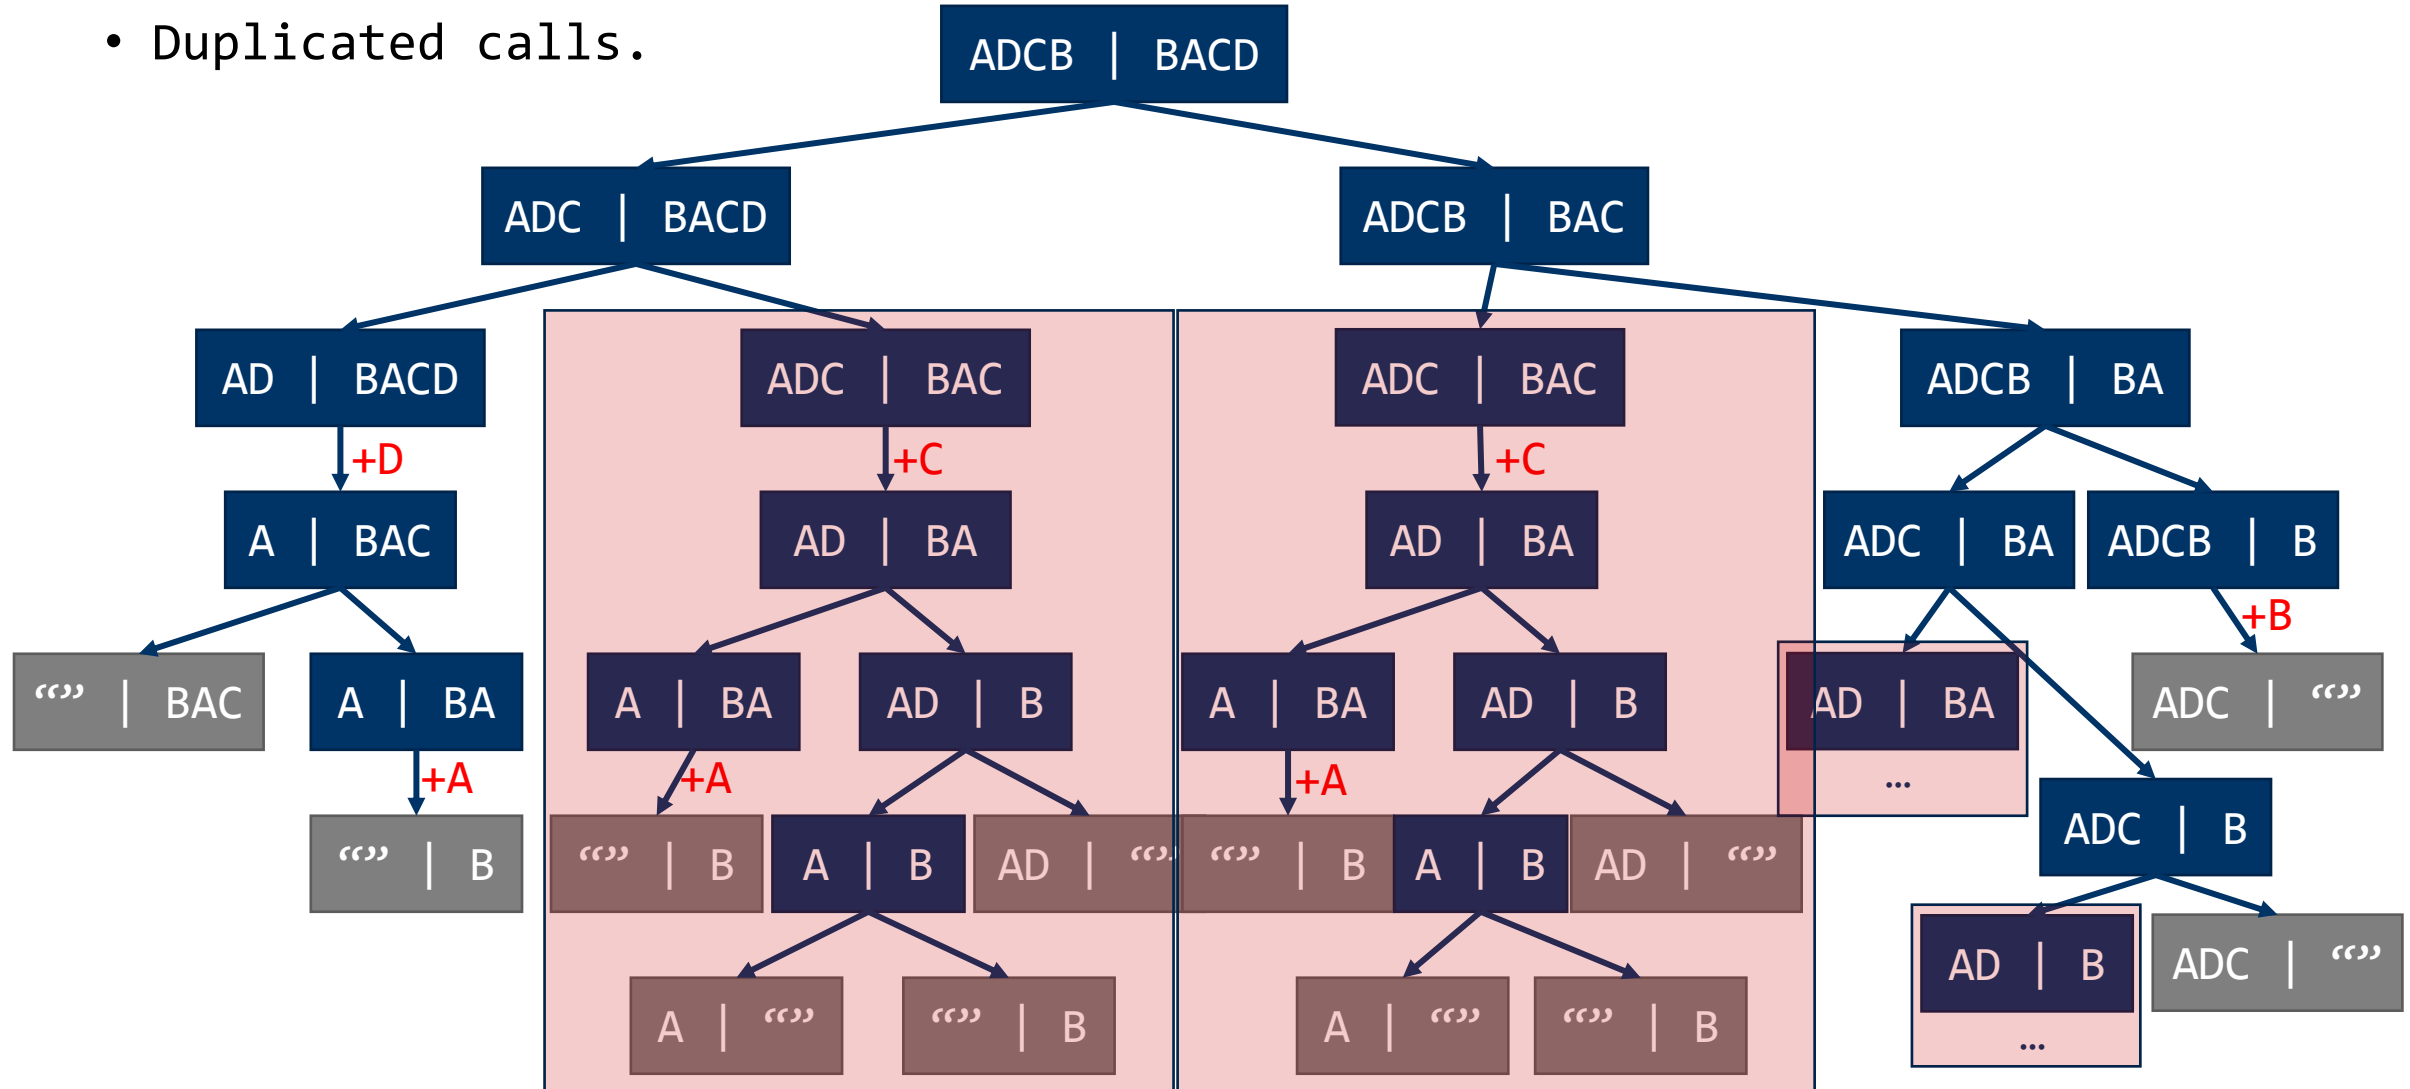 • Duplicated calls.
ADCB | BACD
ADC | BACD
ADCB | BAC
AD | BACD
ADC | BAC
ADC | BAC
ADCB | BA
+D
+C
+C
A | BAC
AD | BA
AD | BA
ADC | BA
ADCB | B
+B
“” | BAC
A | BA
A | BA
AD | B
A | BA
AD | B
AD | BA
ADC | “”
+A
+A
+A
…
“” | B
“” | B
A | B
AD | “”
“” | B
A | B
AD | “”
ADC | B
AD | B
ADC | “”
A | “”
“” | B
A | “”
“” | B
…